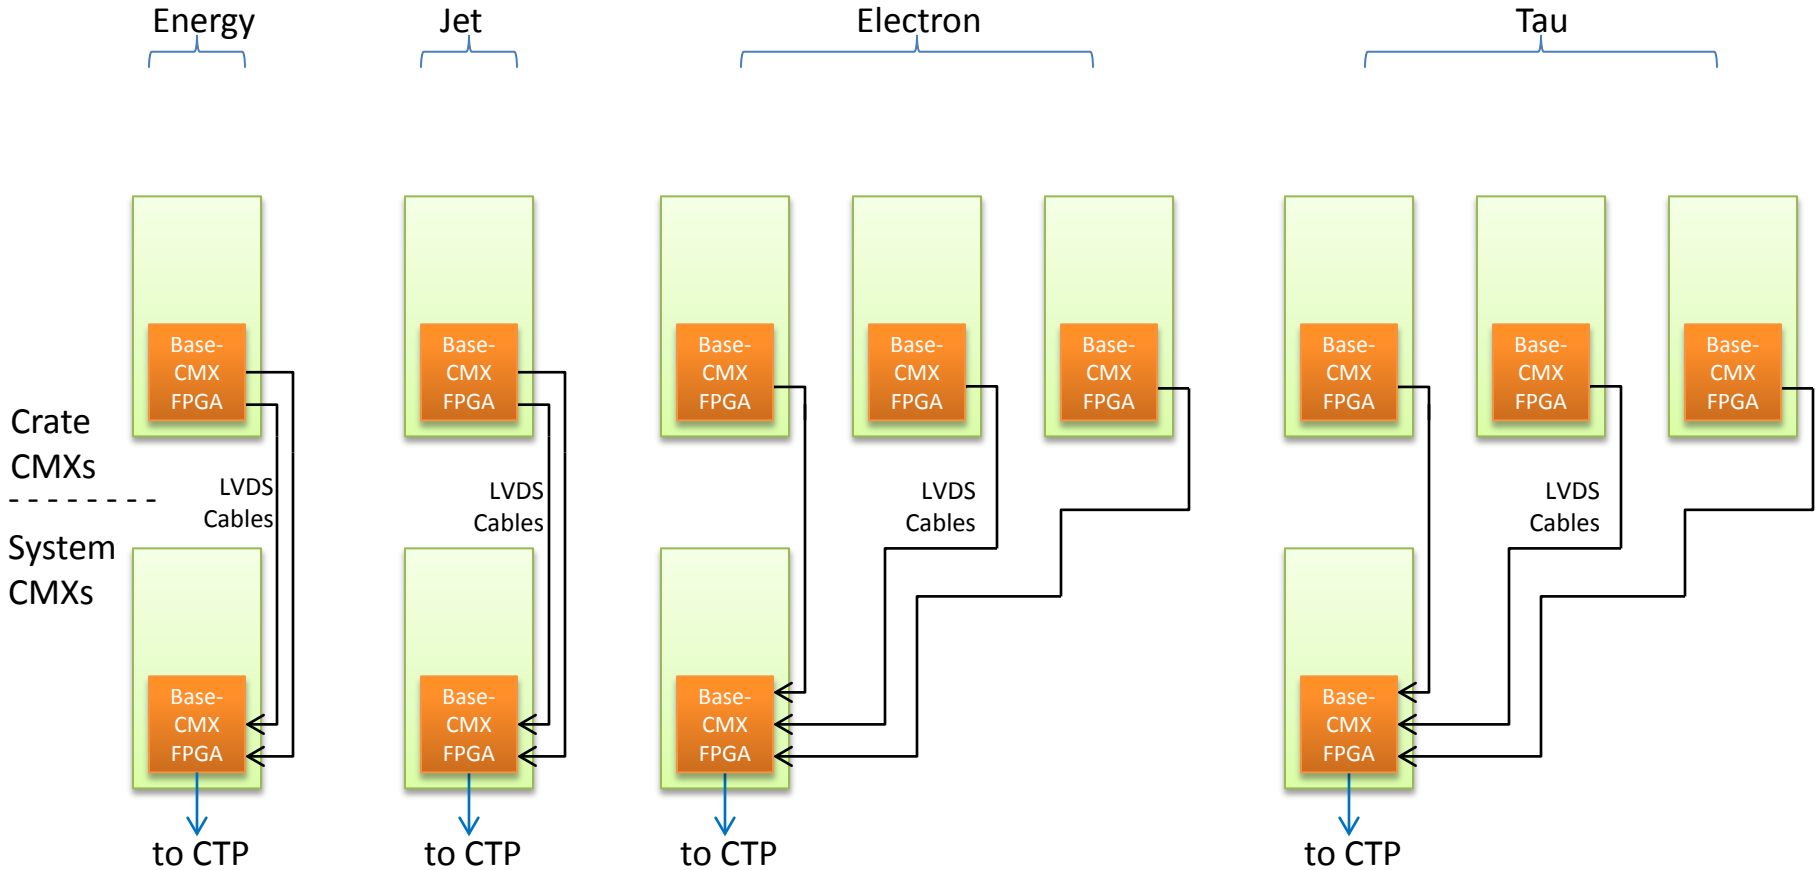 Energy
Jet
Electron
Tau
Base-
CMX
FPGA
Base-
CMX
FPGA
Base-
CMX
FPGA
Base-
CMX
FPGA
Base-
CMX
FPGA
Base-
CMX
FPGA
Base-
CMX
FPGA
Base-
CMX
FPGA
Crate
CMXs
- - - - - - - -
System
CMXs
LVDS
Cables
LVDS
Cables
LVDS
Cables
LVDS
Cables
Base-
CMX
FPGA
Base-
CMX
FPGA
Base-
CMX
FPGA
Base-
CMX
FPGA
to CTP
to CTP
to CTP
to CTP